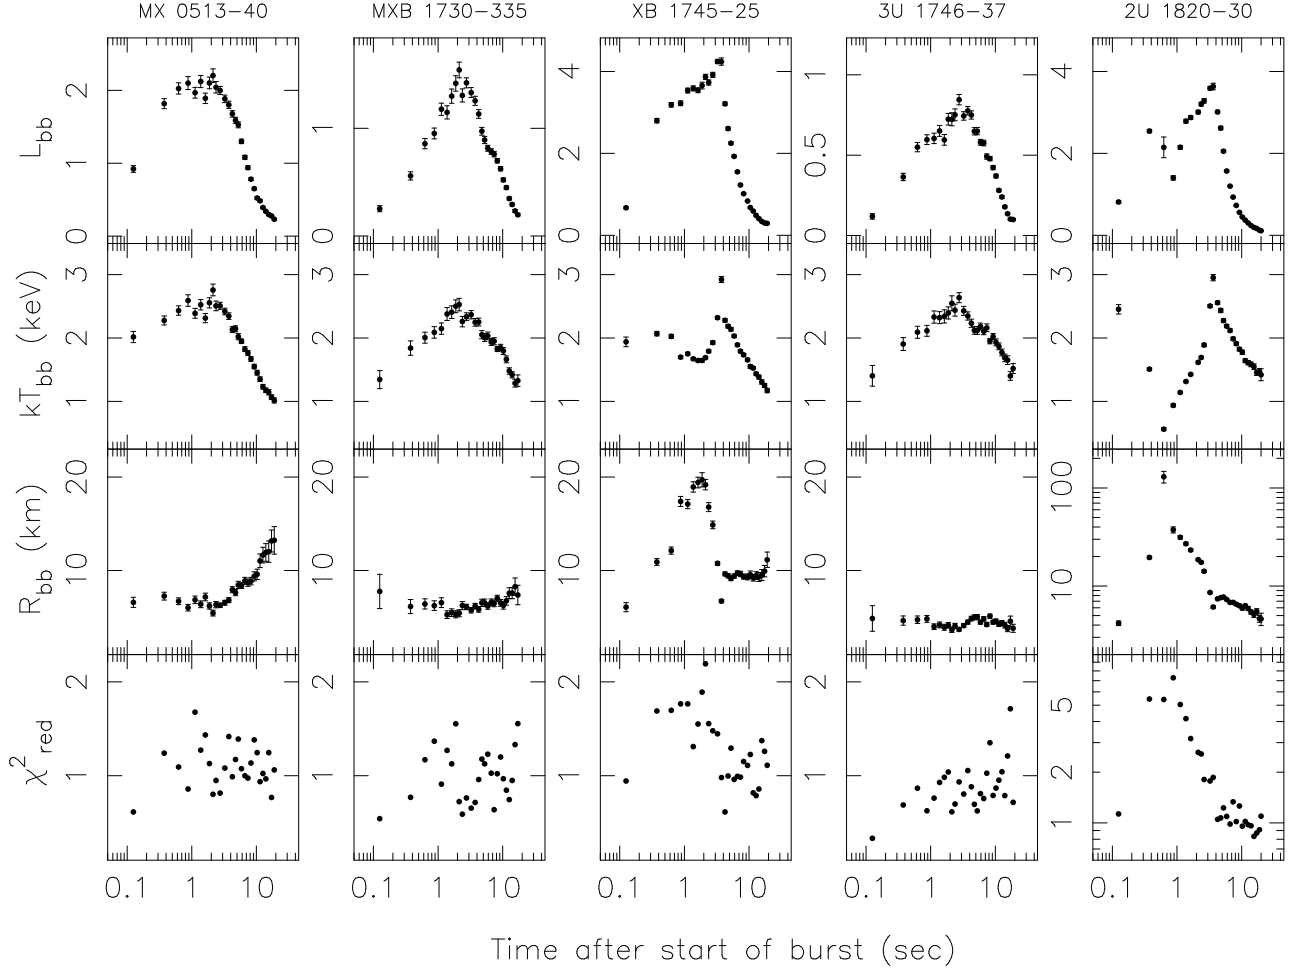 MX 0513−40 MXB 1730−335 XB 1745−25 3U 1746−37 2U 1820−30
L_bb
0 1 2
0 1
0 2 4
0 0.5 1
0 2 4
kT_bb (keV)
1 2 3
1 2 3
1 2 3
1 2 3
1 2 3
R_bb (km)
10 20
10 20
10 20
10 20
10 100
χ²_red
1 2
1 2
1 2
1 2
1 2 5
0.1 1 10 0.1 1 10 0.1 1 10 0.1 1 10 0.1 1 10
Time after start of burst (sec)